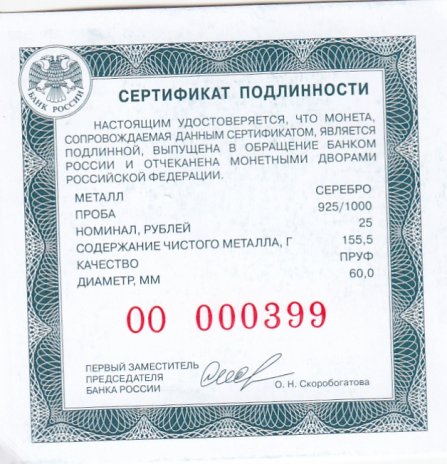 БАНК РОССИИ
СЕРТИФИКАТ ПОДЛИННОСТИ
НАСТОЯЩИМ УДОСТОВЕРЯЕТСЯ, ЧТО МОНЕТА,
СОПРОВОЖДАЕМАЯ ДАННЫМ СЕРТИФИКАТОМ, ЯВЛЯЕТСЯ
ПОДЛИННОЙ, ВЫПУЩЕНА В ОБРАЩЕНИЕ БАНКОМ
РОССИИ И ОТЧЕКАНЕНА МОНЕТНЫМИ ДВОРАМИ
РОССИЙСКОЙ ФЕДЕРАЦИИ.
МЕТАЛЛ СЕРЕБРО
ПРОБА 925/1000
НОМИНАЛ, РУБЛЕЙ 25
СОДЕРЖАНИЕ ЧИСТОГО МЕТАЛЛА, Г 155,5
КАЧЕСТВО ПРУФ
ДИАМЕТР, ММ 60,0
ОО 000399
ПЕРВЫЙ ЗАМЕСТИТЕЛЬ
ПРЕДСЕДАТЕЛЯ
БАНКА РОССИИ О. Н. Скоробогатова